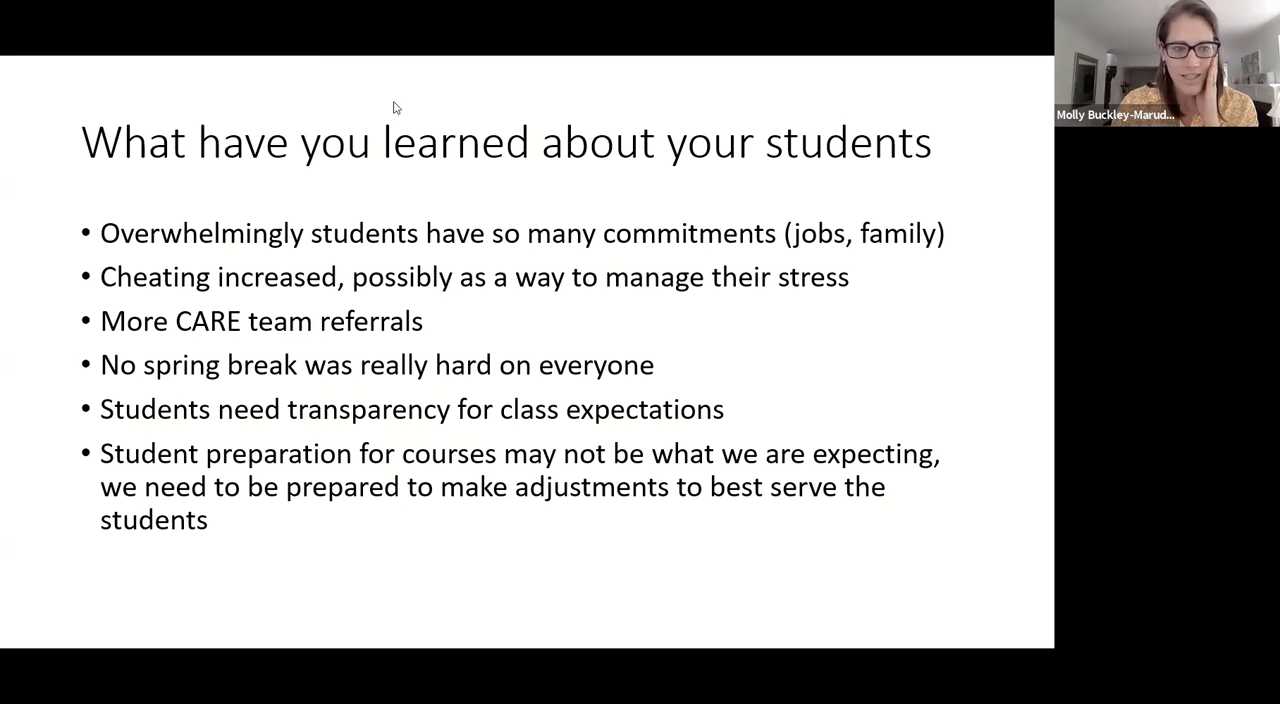 What have you learned about your students
• Overwhelmingly students have so many commitments (jobs, family)
• Cheating increased, possibly as a way to manage their stress
• More CARE team referrals
• No spring break was really hard on everyone
• Students need transparency for class expectations
• Student preparation for courses may not be what we are expecting,
we need to be prepared to make adjustments to best serve the
students
Molly Buckley-Marud...